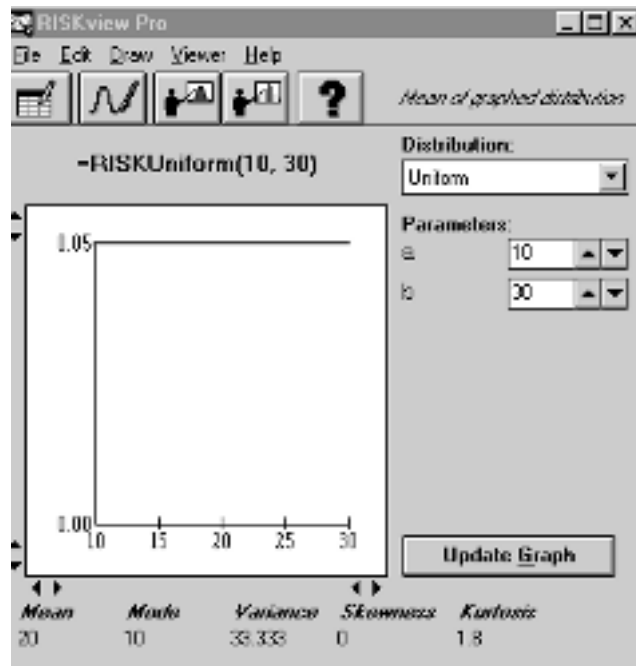 RISKview Pro
File Edit Draw Viewer Help
Mean of graphed distribution
=RISKUniform(10, 30)
Distribution:
Uniform
Parameters:
a 10
b 30
0.05
0.00
10 15 20 25 30
Update Graph
Mean Mode Variance Skewness Kurtosis
20 10 33.333 0 1.8